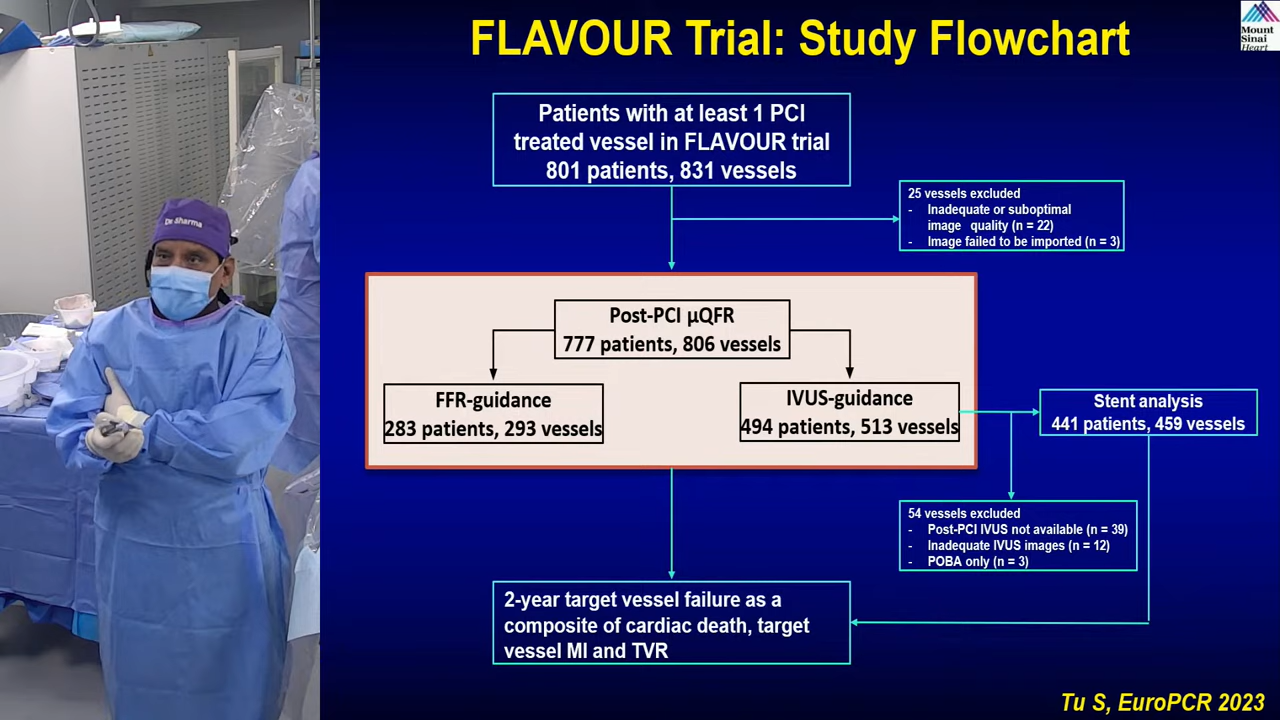 FLAVOUR Trial: Study Flowchart
Mount
Sinai
Heart
Patients with at least 1 PCI
treated vessel in FLAVOUR trial
801 patients, 831 vessels
25 vessels excluded
- Inadequate or suboptimal
image quality (n = 22)
- Image failed to be imported (n = 3)
Post-PCI µQFR
777 patients, 806 vessels
FFR-guidance
283 patients, 293 vessels
IVUS-guidance
494 patients, 513 vessels
Stent analysis
441 patients, 459 vessels
54 vessels excluded
- Post-PCI IVUS not available (n = 39)
- Inadequate IVUS images (n = 12)
- POBA only (n = 3)
2-year target vessel failure as a
composite of cardiac death, target
vessel MI and TVR
Tu S, EuroPCR 2023
Dr Sharma